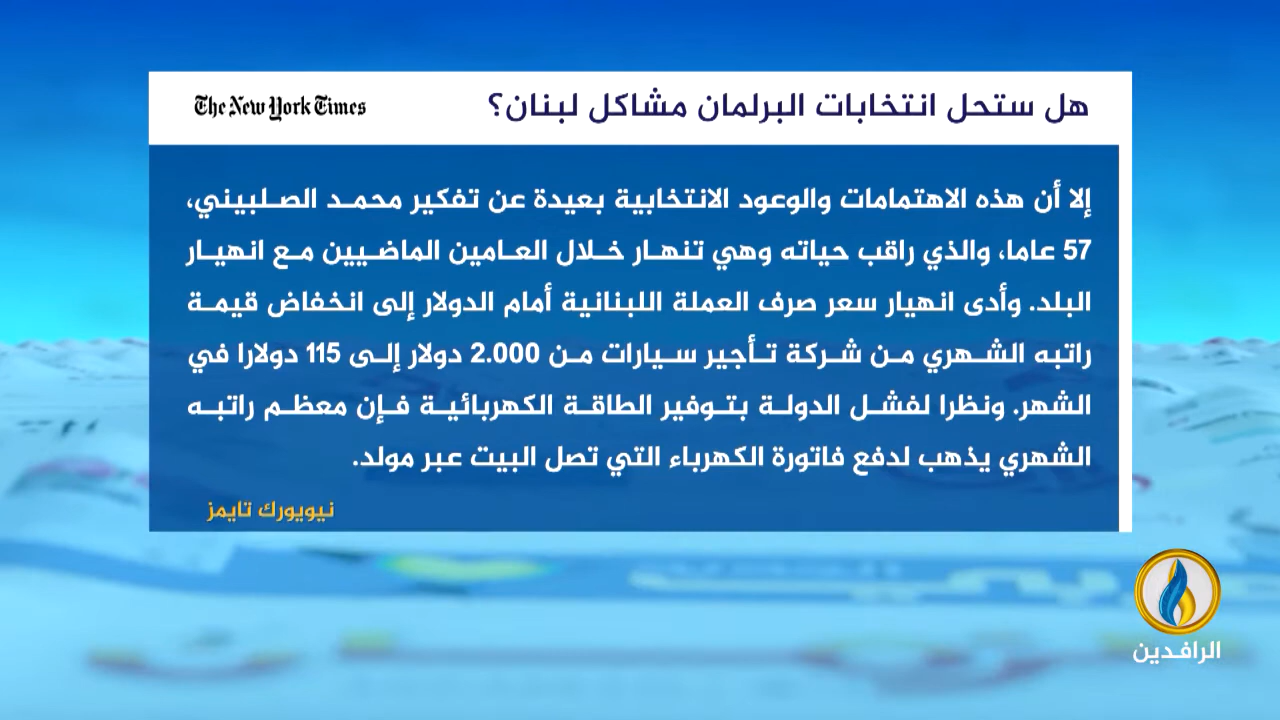 هل ستحل انتخابات البرلمان مشاكل لبنان؟
The New York Times
إلا أن هذه الاهتمامات والوعود الانتخابية بعيدة عن تفكير محمد الصلبيني،
57 عاما، والذي راقب حياته وهي تنهار خلال العامين الماضيين مع انهيار
البلد. وأدى انهيار سعر صرف العملة اللبنانية أمام الدولار إلى انخفاض قيمة
راتبه الشهري من شركة تأجير سيارات من 2.000 دولار إلى 115 دولارا في
الشهر. ونظرا لفشل الدولة بتوفير الطاقة الكهربائية فإن معظم راتبه
الشهري يذهب لدفع فاتورة الكهرباء التي تصل البيت عبر مولد.
نيويورك تايمز
الرافدين